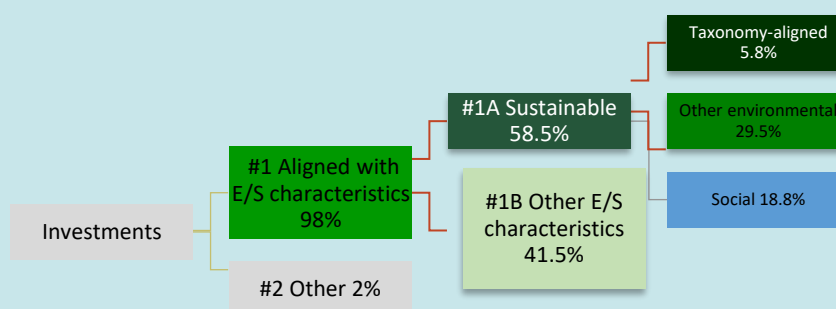 Investments
#1 Aligned with
E/S characteristics
98%
#2 Other 2%
#1A Sustainable
58.5%
#1B Other E/S
characteristics
41.5%
Taxonomy-aligned
5.8%
Other environmental
29.5%
Social 18.8%